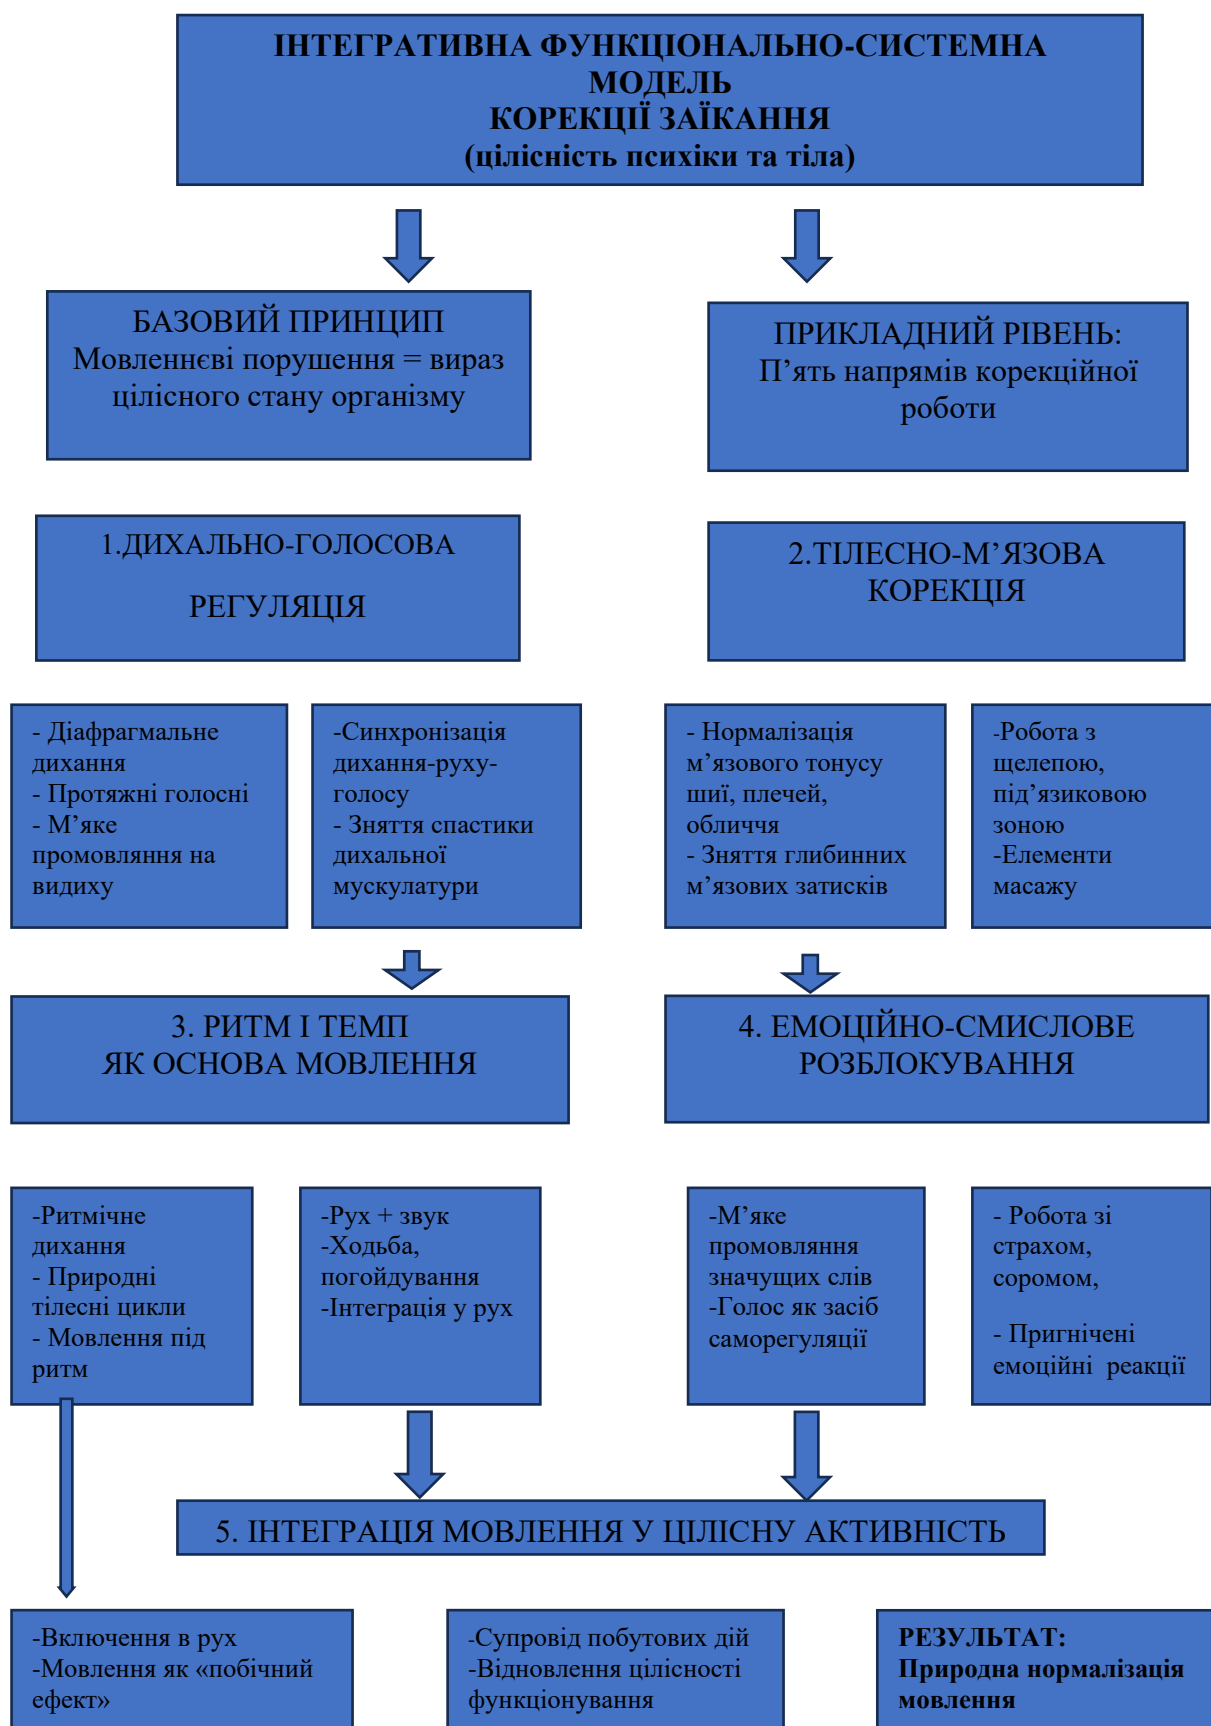 ІНТЕГРАТИВНА ФУНКЦІОНАЛЬНО-СИСТЕМНА
МОДЕЛЬ
КОРЕКЦІЇ ЗАЇКАННЯ
(цілісність психіки та тіла)
БАЗОВИЙ ПРИНЦИП
Мовленнєві порушення = вираз
цілісного стану організму
ПРИКЛАДНИЙ РІВЕНЬ:
П’ять напрямів корекційної
роботи
1.ДИХАЛЬНО-ГОЛОСОВА
РЕГУЛЯЦІЯ
2.ТІЛЕСНО-М’ЯЗОВА
КОРЕКЦІЯ
- Діафрагмальне
дихання
- Протяжні голосні
- М’яке
промовляння на
видиху
-Синхронізація
дихання-руху-
голосу
- Зняття спастики
дихальної
мускулатури
- Нормалізація
м’язового тонусу
шиї, плечей,
обличчя
- Зняття глибинних
м’язових затисків
-Робота з
щелепою,
під’язиковою
зоною
-Елементи
масажу
3. РИТМ І ТЕМП
ЯК ОСНОВА МОВЛЕННЯ
4. ЕМОЦІЙНО-СМИСЛОВЕ
РОЗБЛОКУВАННЯ
-Ритмічне
дихання
- Природні
тілесні цикли
- Мовлення під
ритм
-Рух + звук
-Ходьба,
погойдування
-Інтеграція у рух
-М’яке
промовляння
значущих слів
-Голос як засіб
саморегуляції
- Робота зі
страхом,
соромом,
- Пригнічені
емоційні реакції
5. ІНТЕГРАЦІЯ МОВЛЕННЯ У ЦІЛІСНУ АКТИВНІСТЬ
-Включення в рух
-Мовлення як «побічний
ефект»
-Супровід побутових дій
-Відновлення цілісності
функціонування
РЕЗУЛЬТАТ:
Природна нормалізація
мовлення